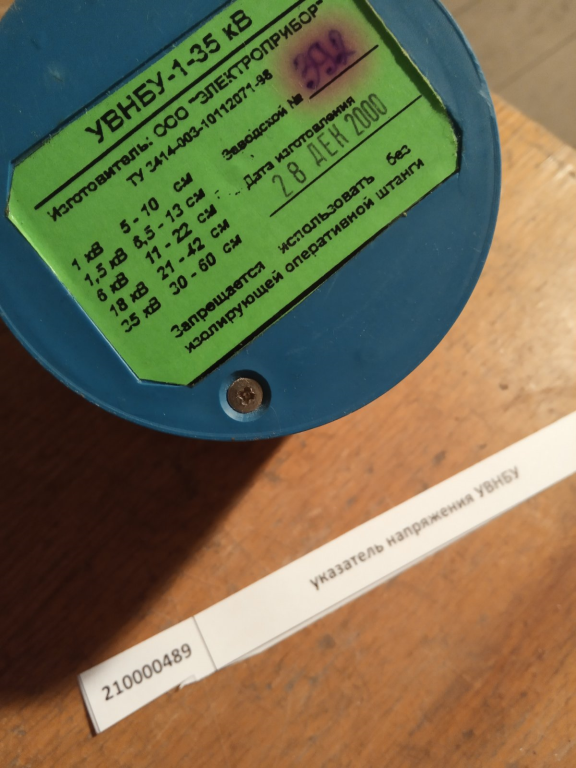 УВНБУ-1-35 кВ
Изготовитель: ООО "ЭЛЕКТРОПРИБОР"
ТУ 3414-003-10112071-98
Заводской №
Дата изготовления
28 ДЕК 2000
1 кВ 5 - 10 см
1,5 кВ 6,5 - 13 см
6 кВ 11 - 22 см
18 кВ 21 - 42 см
35 кВ 30 - 60 см
Запрещается использовать без
изолирующей оперативной штанги
210000489 указатель напряжения УВНБУ